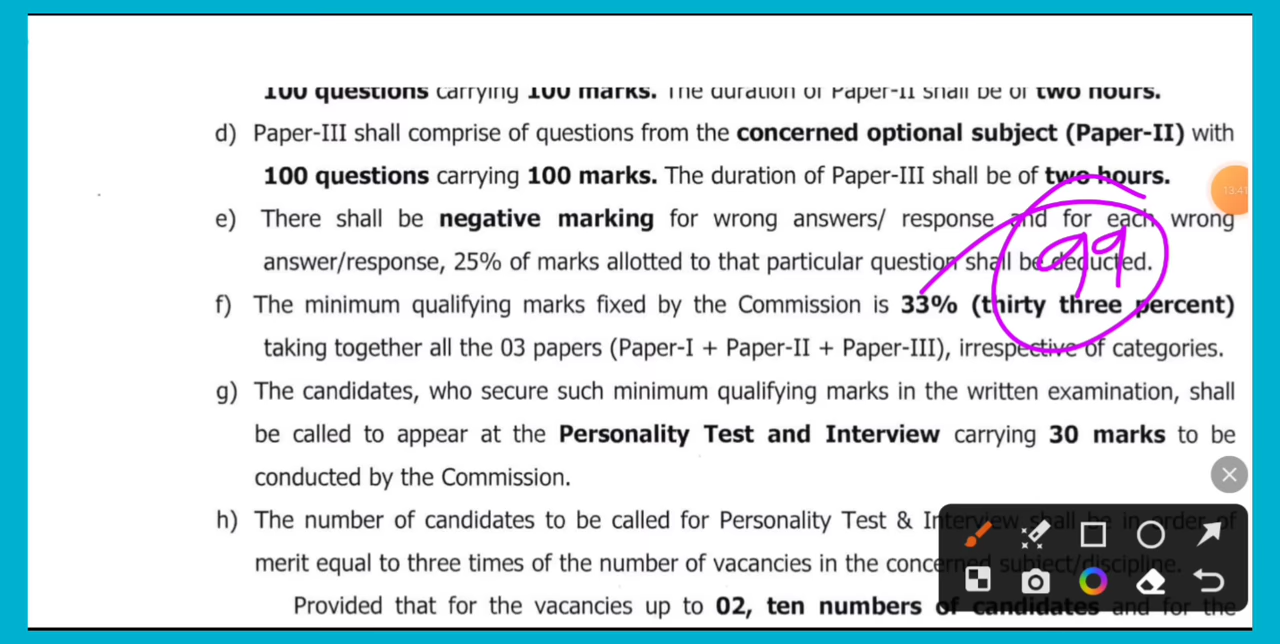 100 questions carrying 100 marks. The duration of Paper-II shall be of two hours.
d) Paper-III shall comprise of questions from the concerned optional subject (Paper-II) with
100 questions carrying 100 marks. The duration of Paper-III shall be of two hours.
e) There shall be negative marking for wrong answers/ response and for each wrong
answer/response, 25% of marks allotted to that particular question shall be deducted.
99
f) The minimum qualifying marks fixed by the Commission is 33% (thirty three percent)
taking together all the 03 papers (Paper-I + Paper-II + Paper-III), irrespective of categories.
g) The candidates, who secure such minimum qualifying marks in the written examination, shall
be called to appear at the Personality Test and Interview carrying 30 marks to be
conducted by the Commission.
h) The number of candidates to be called for Personality Test & Interview shall be in order of
merit equal to three times of the number of vacancies in the concerned subject/discipline.
Provided that for the vacancies up to 02, ten numbers of candidates and for the
13:41